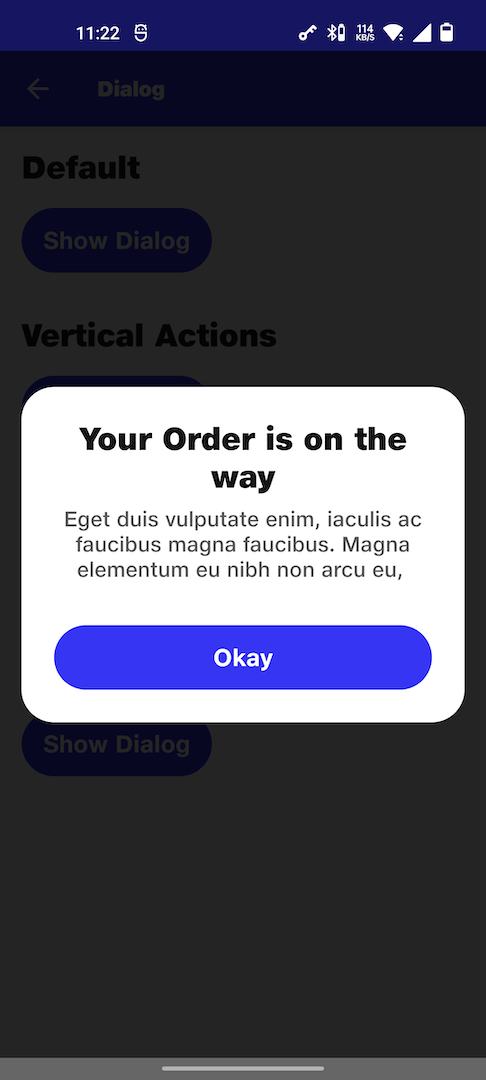 11:22
114
KB/S
Dialog
Default
Show Dialog
Vertical Actions
Your Order is on the
way
Eget duis vulputate enim, iaculis ac
faucibus magna faucibus. Magna
elementum eu nibh non arcu eu,
Okay
Show Dialog